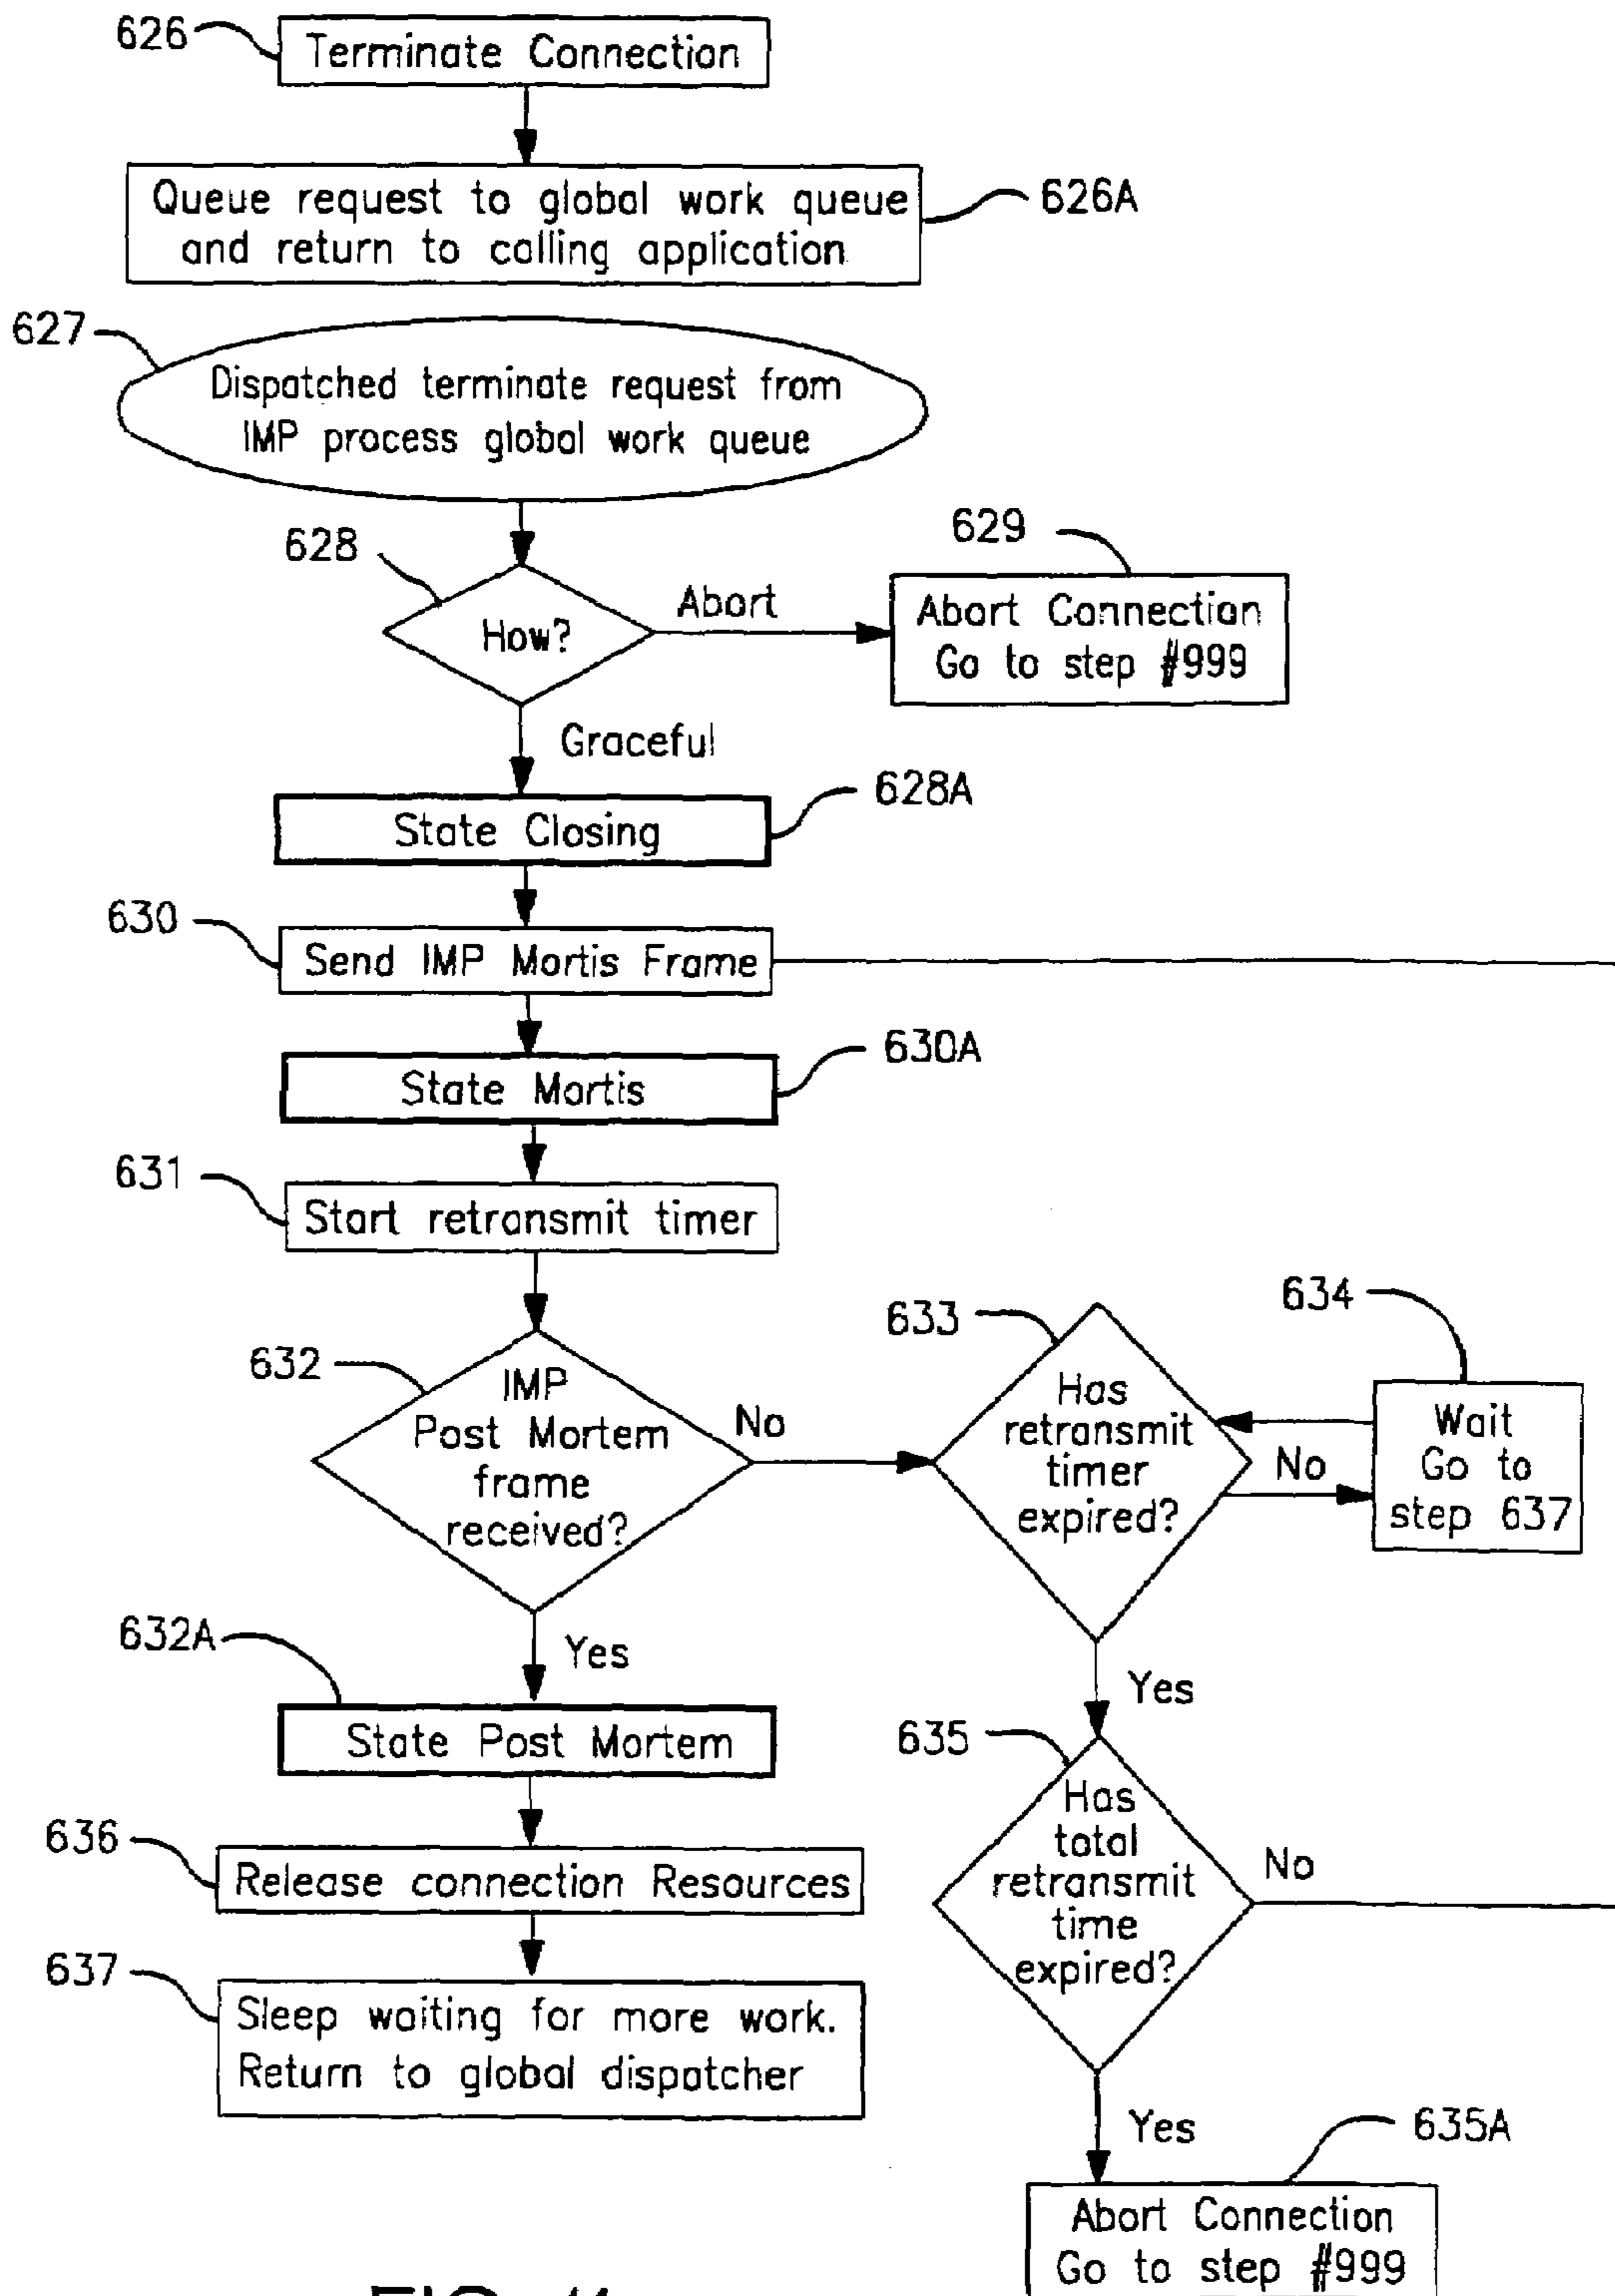 626
Terminate Connection
Queue request to global work queue
and return to calling application
626A
627
Dispatched terminate request from
IMP process global work queue
628
How?
Abort
629
Abort Connection
Go to step #999
Graceful
State Closing
628A
630
Send IMP Mortis Frame
State Mortis
630A
631
Start retransmit timer
632
IMP
Post Mortem
frame
received?
No
633
Has
retransmit
timer
expired?
No
634
Wait
Go to
step 637
Yes
632A
State Post Mortem
Yes
635
Has
total
retransmit
time
expired?
No
636
Release connection Resources
637
Sleep waiting for more work.
Return to global dispatcher
Yes
635A
Abort Connection
Go to step #999